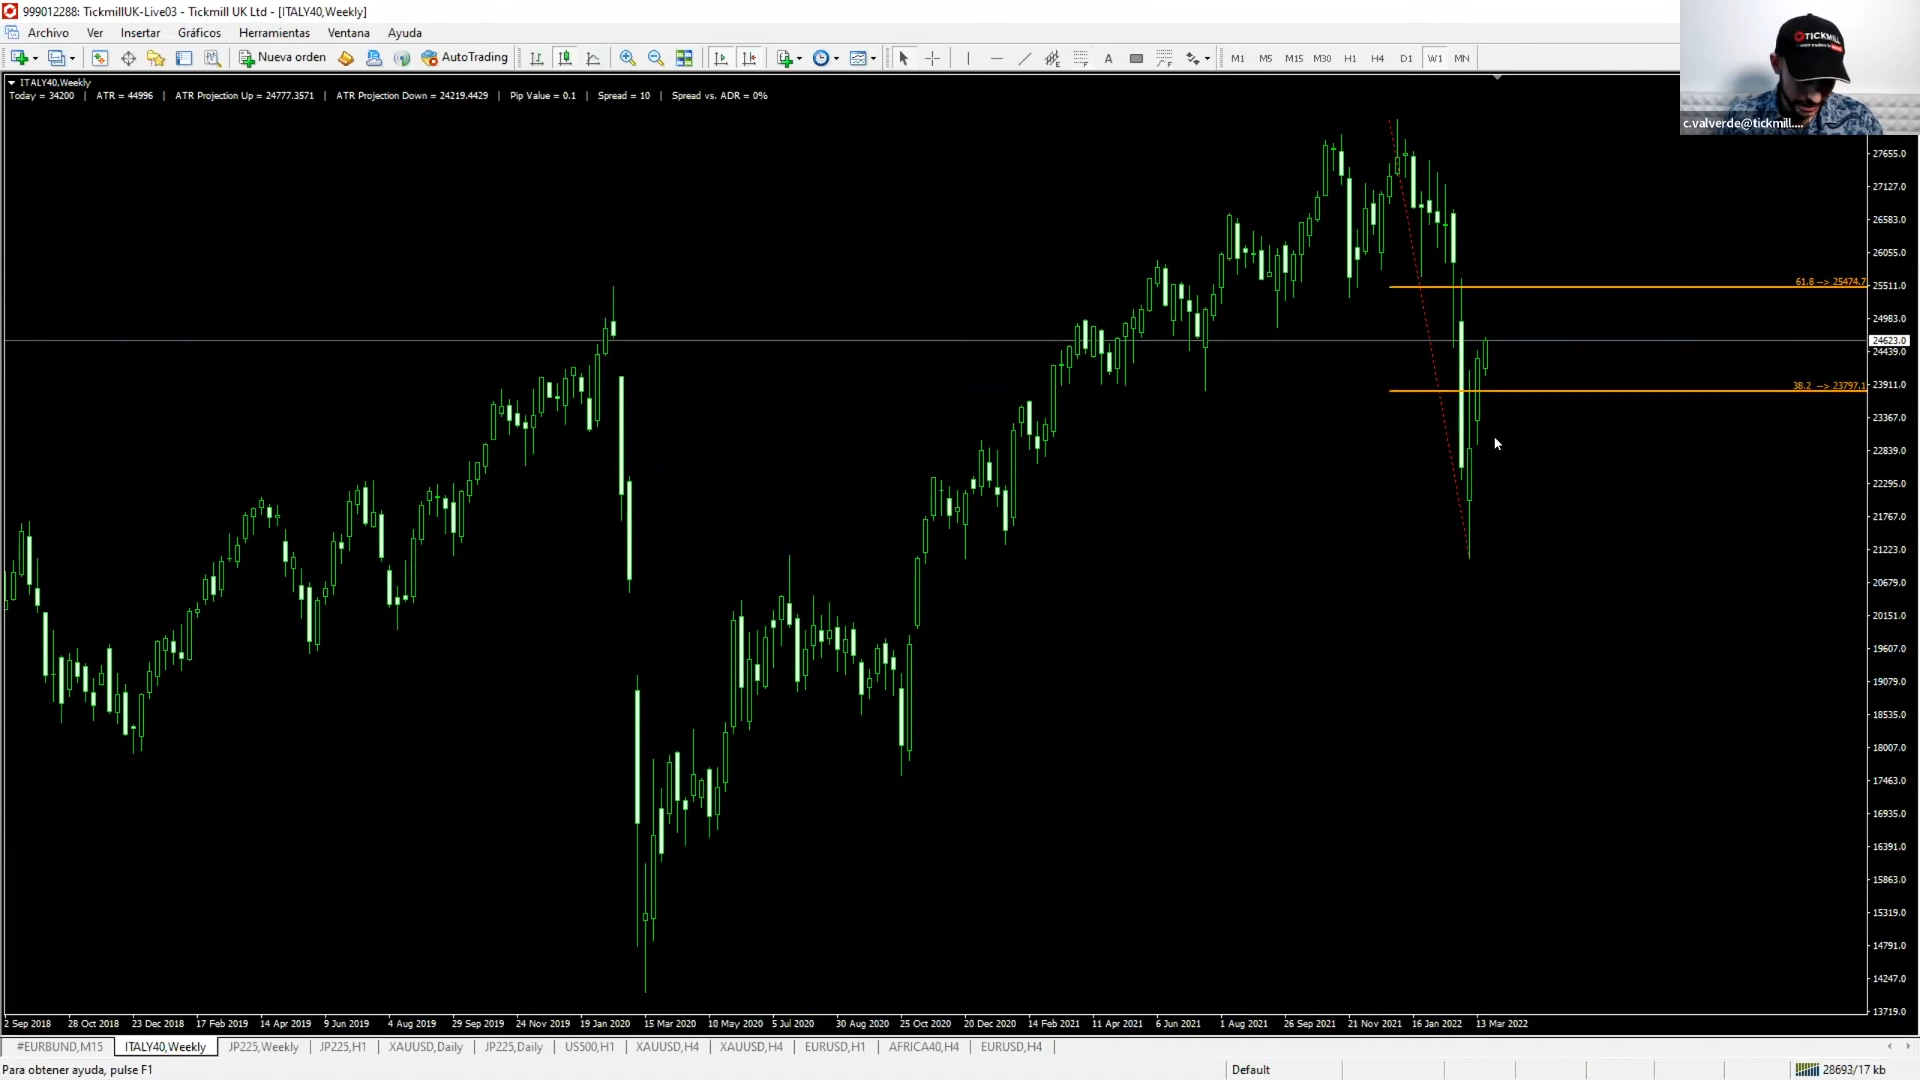 999012288: TickmillUK-Live03 - Tickmill UK Ltd - [ITALY40,Weekly]
Archivo Ver Insertar Gráficos Herramientas Ventana Ayuda
Nueva orden AutoTrading A M1 M5 M15 M30 H1 H4 D1 W1 MN
TICKMILL
c.valverde@tickmill....
ITALY40,Weekly
Today = 34200 | ATR = 44996 | ATR Projection Up = 24777.3571 | ATR Projection Down = 24219.4429 | Pip Value = 0.1 | Spread = 10 | Spread vs. ADR = 0%
27655.0
27127.0
26583.0
26055.0
61.8 --> 25474.7
25511.0
24983.0
24623.0
24439.0
38.2 --> 23797.1
23911.0
23367.0
22839.0
22295.0
21767.0
21223.0
20679.0
20151.0
19607.0
19079.0
18535.0
18007.0
17463.0
16935.0
16391.0
15863.0
15319.0
14791.0
14247.0
13719.0
2 Sep 2018 28 Oct 2018 23 Dec 2018 17 Feb 2019 14 Apr 2019 9 Jun 2019 4 Aug 2019 29 Sep 2019 24 Nov 2019 19 Jan 2020 15 Mar 2020 10 May 2020 5 Jul 2020 30 Aug 2020 25 Oct 2020 20 Dec 2020 14 Feb 2021 11 Apr 2021 6 Jun 2021 1 Aug 2021 26 Sep 2021 21 Nov 2021 16 Jan 2022 13 Mar 2022
#EURBUND,M15 ITALY40,Weekly JP225,Weekly JP225,H1 XAUUSD,Daily JP225,Daily US500,H1 XAUUSD,H4 XAUUSD,H4 EURUSD,H1 AFRICA40,H4 EURUSD,H4
Para obtener ayuda, pulse F1 Default 28693/17 kb